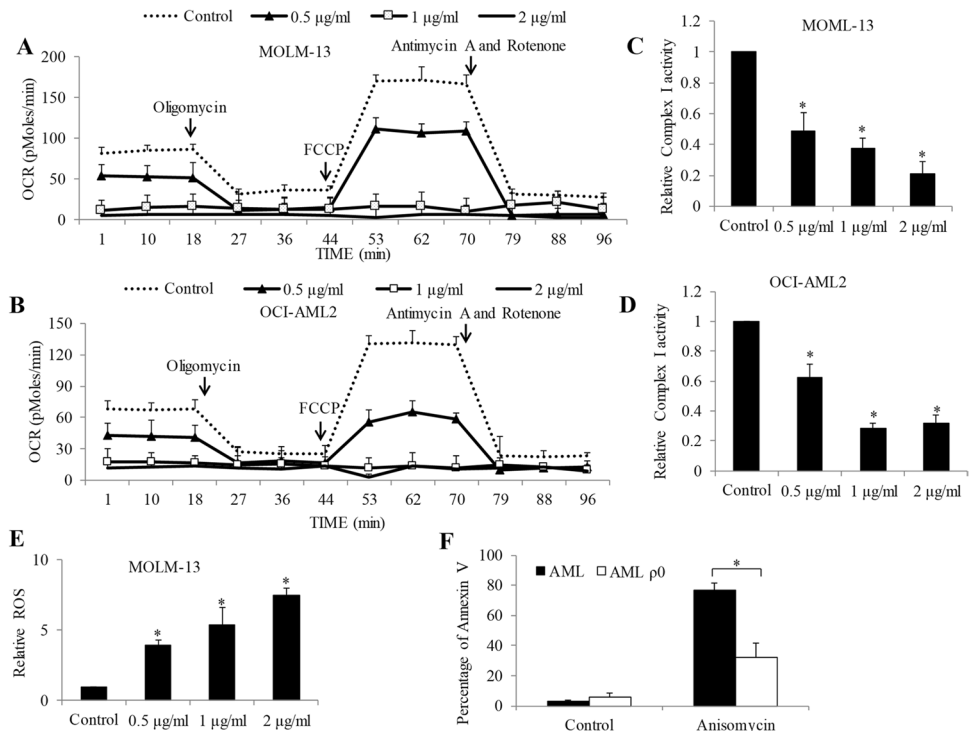 Control 0.5 µg/ml 1 µg/ml 2 µg/ml
A
MOLM-13
Antimycin A and Rotenone
Oligomycin
FCCP
OCR (pMoles/min)
200
150
100
50
0
1 10 18 27 36 44 53 62 70 79 88 96
TIME (min)
C
MOML-13
Relative Complex I activity
1.2
1
0.8
0.6
0.4
0.2
0
* * *
Control 0.5 µg/ml 1 µg/ml 2 µg/ml
B
Control 0.5 µg/ml 1 µg/ml 2 µg/ml
OCI-AML2
Antimycin A and Rotenone
Oligomycin
FCCP
OCR (pMoles/min)
150
120
90
60
30
0
1 10 18 27 36 44 53 62 70 79 88 96
TIME (min)
D
OCI-AML2
Relative Complex I activity
1.2
1
0.8
0.6
0.4
0.2
0
* * *
Control 0.5 µg/ml 1 µg/ml 2 µg/ml
E
MOLM-13
Relative ROS
10
5
0
* * *
Control 0.5 µg/ml 1 µg/ml 2 µg/ml
F
AML AML ρ0
Percentage of Annexin V
100
80
60
40
20
0
*
Control Anisomycin